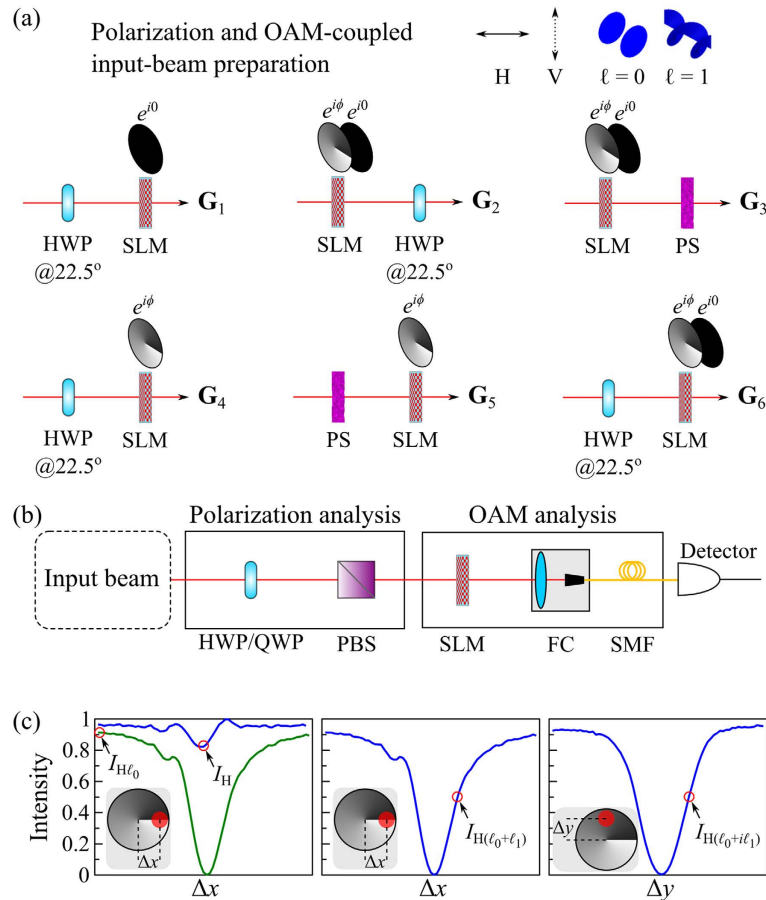 (a)
Polarization and OAM-coupled
input-beam preparation
H V ℓ = 0 ℓ = 1
e^{i0}
G₁
HWP
@22.5°
SLM
e^{iϕ} e^{i0}
G₂
SLM
HWP
@22.5°
e^{iϕ} e^{i0}
G₃
SLM PS
e^{iϕ}
G₄
HWP
@22.5°
SLM
e^{iϕ}
G₅
PS SLM
e^{iϕ} e^{i0}
G₆
HWP
@22.5°
SLM
(b)
Polarization analysis
OAM analysis
Input beam
Detector
HWP/QWP PBS SLM FC SMF
(c)
Intensity
1
0.8
0.6
0.4
0.2
0
I_{Hℓ₀}
I_H
Δx
Δx
I_{H(ℓ₀+ℓ₁)}
Δx
Δx
I_{H(ℓ₀+iℓ₁)}
Δy
Δy